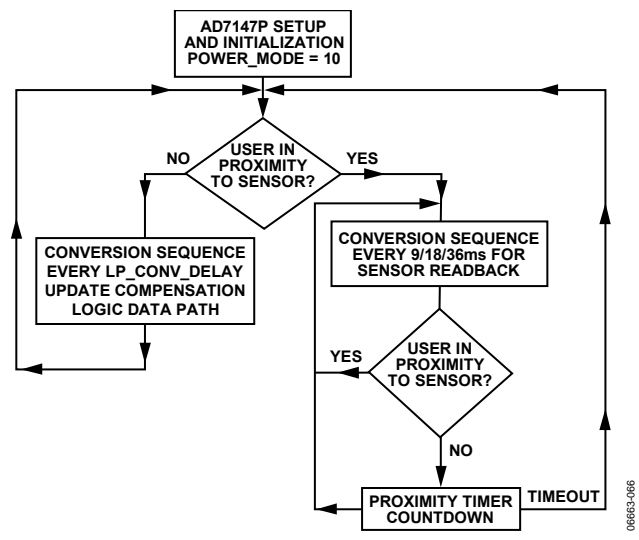 AD7147P SETUP
AND INITIALIZATION
POWER_MODE = 10
USER IN
PROXIMITY
TO SENSOR?
NO
YES
CONVERSION SEQUENCE
EVERY LP_CONV_DELAY
UPDATE COMPENSATION
LOGIC DATA PATH
CONVERSION SEQUENCE
EVERY 9/18/36ms FOR
SENSOR READBACK
USER IN
PROXIMITY
TO SENSOR?
YES
NO
PROXIMITY TIMER
COUNTDOWN
TIMEOUT
06663-066